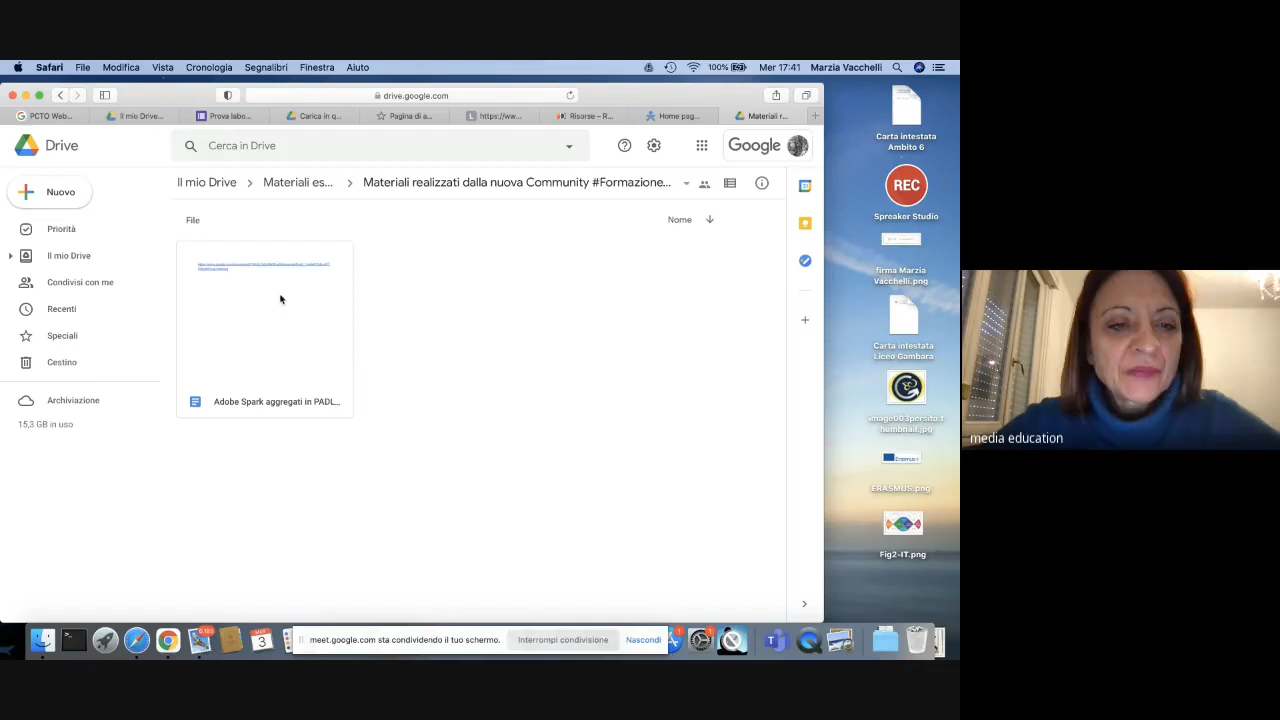 Safari File Modifica Vista Cronologia Segnalibri Finestra Aiuto 100% Mer 17:41 Marzia Vacchelli
drive.google.com
PCTO Web... Il mio Drive... Prova labo... Carica in q... Pagina di a... https://ww... Risorse – R... Home pag... Materiali r...
Drive
Cerca in Drive
Google
Nuovo
Il mio Drive
Materiali es...
Materiali realizzati dalla nuova Community #Formazione...
File
Nome
Priorità
Il mio Drive
Condivisi con me
Recenti
Speciali
Cestino
Archiviazione
15,3 GB in uso
Adobe Spark aggregati in PADL...
Carta intestata
Ambito 6
REC
Spreaker Studio
firma Marzia
Vacchelli.png
Carta intestata
Liceo Gambara
image003persito.t
humbnail.jpg
Erasmus+
ERASMUS.png
Fig2-IT.png
meet.google.com sta condividendo il tuo schermo.
Interrompi condivisione
Nascondi
media education